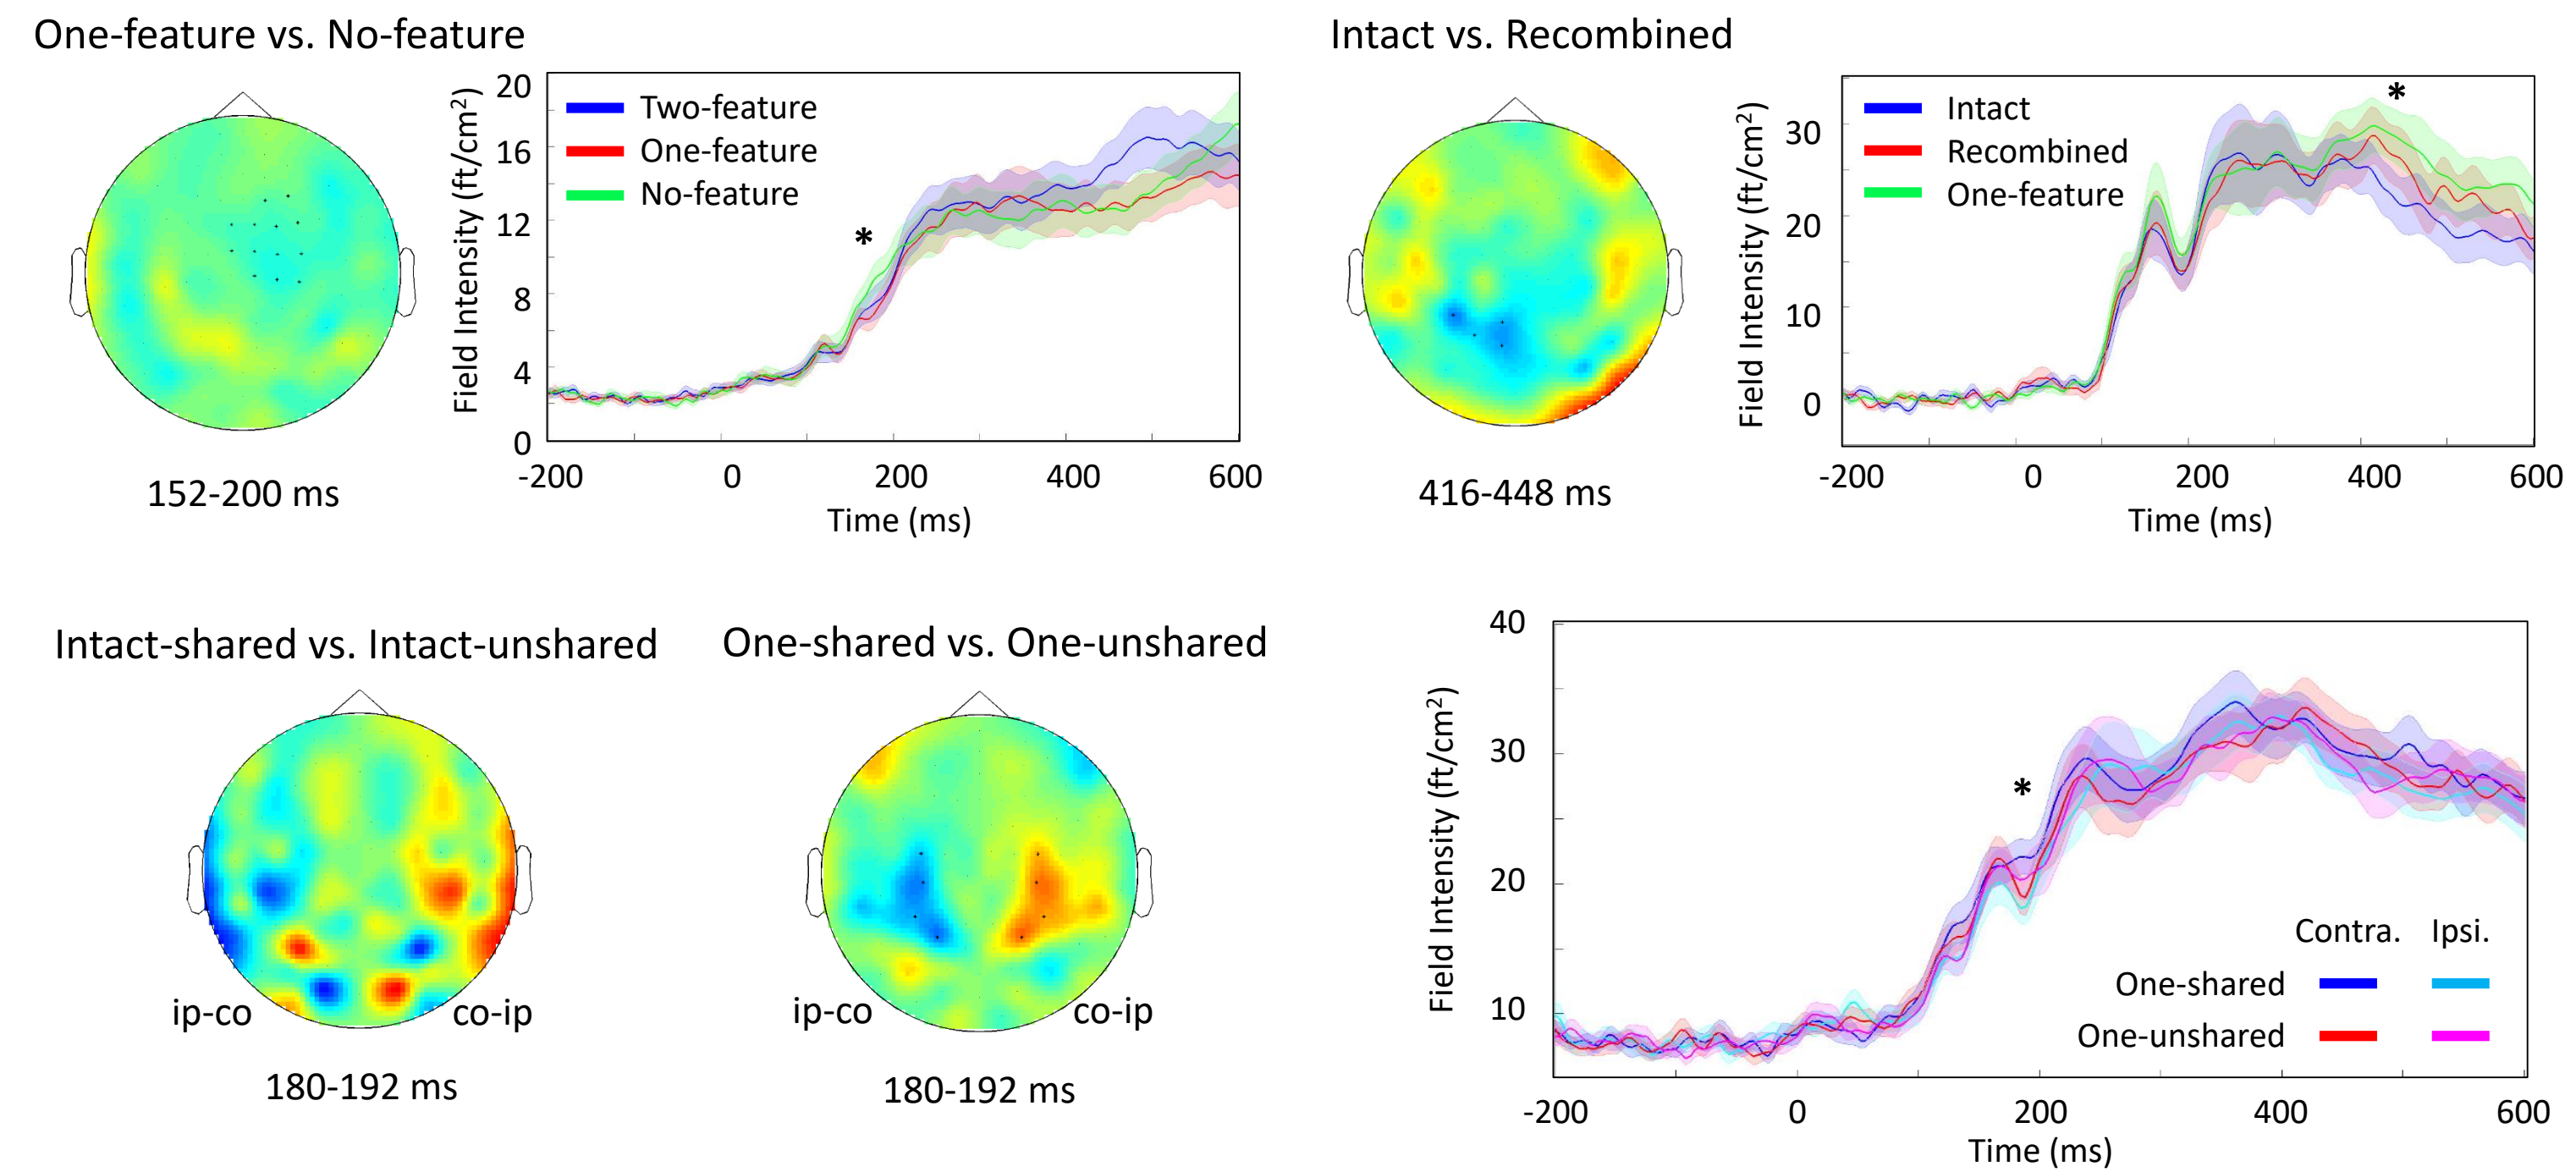 One-feature vs. No-feature
152-200 ms
Field Intensity (ft/cm²)
20
16
12
8
4
0
Two-feature
One-feature
No-feature
*
-200 0 200 400 600
Time (ms)
Intact vs. Recombined
416-448 ms
Field Intensity (ft/cm²)
30
20
10
0
Intact
Recombined
One-feature
*
-200 0 200 400 600
Time (ms)
Intact-shared vs. Intact-unshared
ip-co co-ip
180-192 ms
One-shared vs. One-unshared
ip-co co-ip
180-192 ms
Field Intensity (ft/cm²)
40
30
20
10
*
Contra. Ipsi.
One-shared
One-unshared
-200 0 200 400 600
Time (ms)